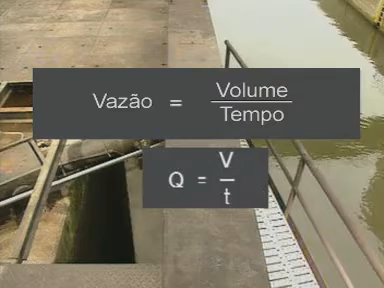 Vazão = Volume
Tempo
Q = V
t